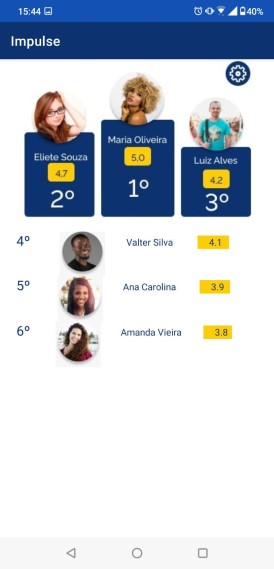 15:44 40%
Impulse
Maria Oliveira
5,0
1º
Eliete Souza
4,7
2º
Luiz Alves
4,2
3º
4º Valter Silva 4.1
5º Ana Carolina 3.9
6º Amanda Vieira 3.8